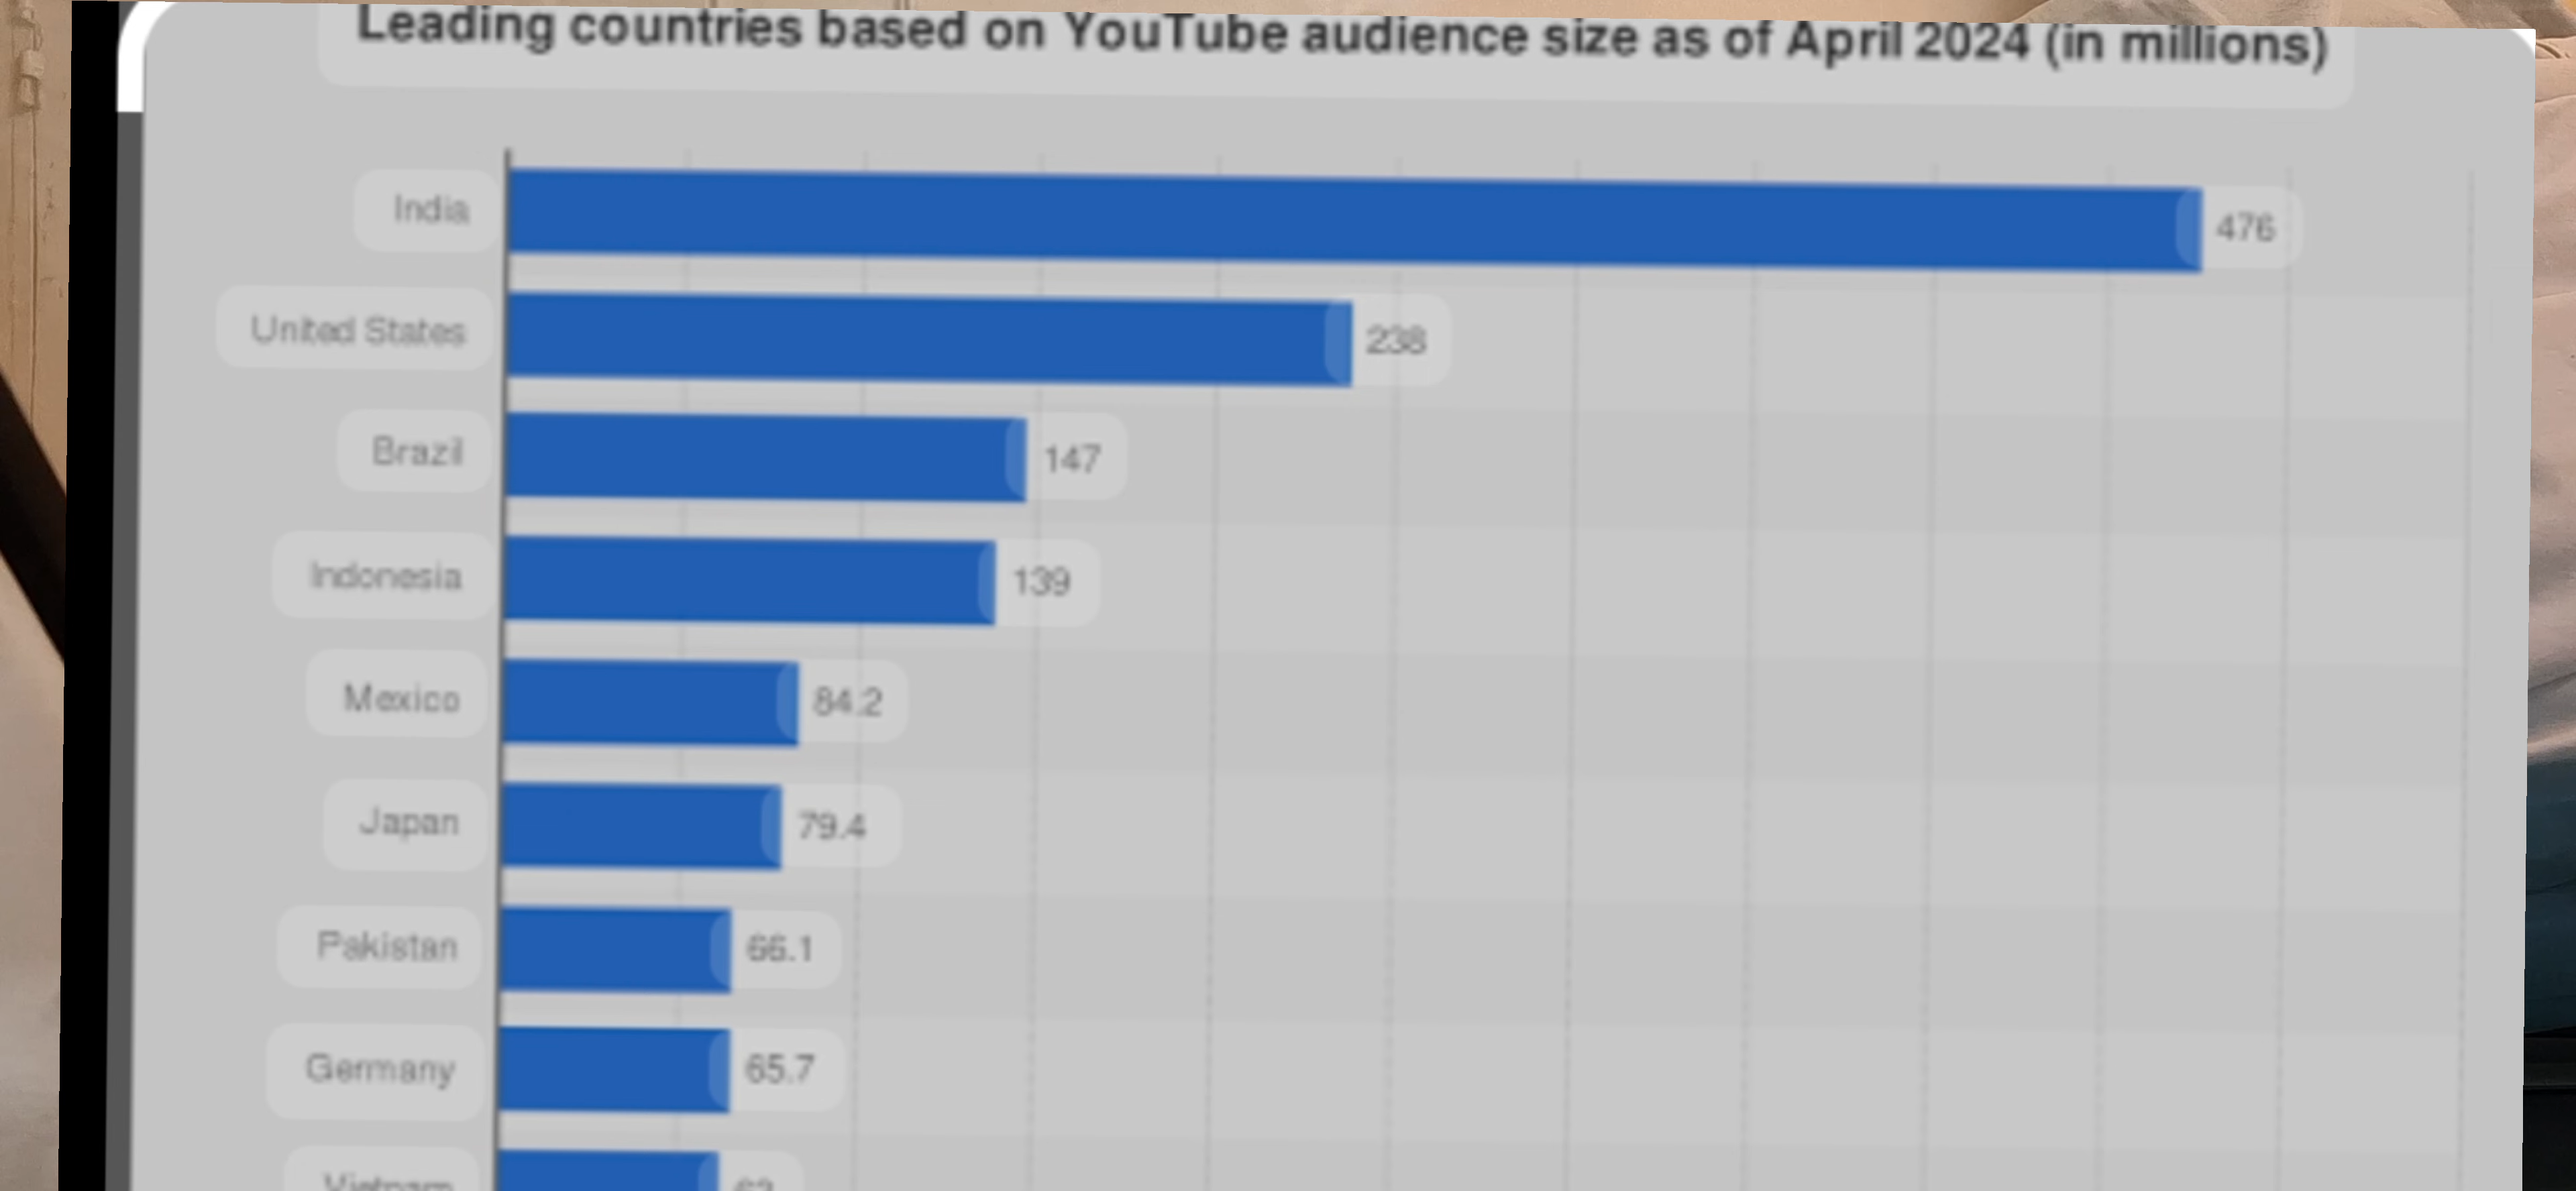 Leading countries based on YouTube audience size as of April 2024 (in millions)
India 476
United States 238
Brazil 147
Indonesia 139
Mexico 84.2
Japan 79.4
Pakistan 66.1
Germany 65.7
Vietnam